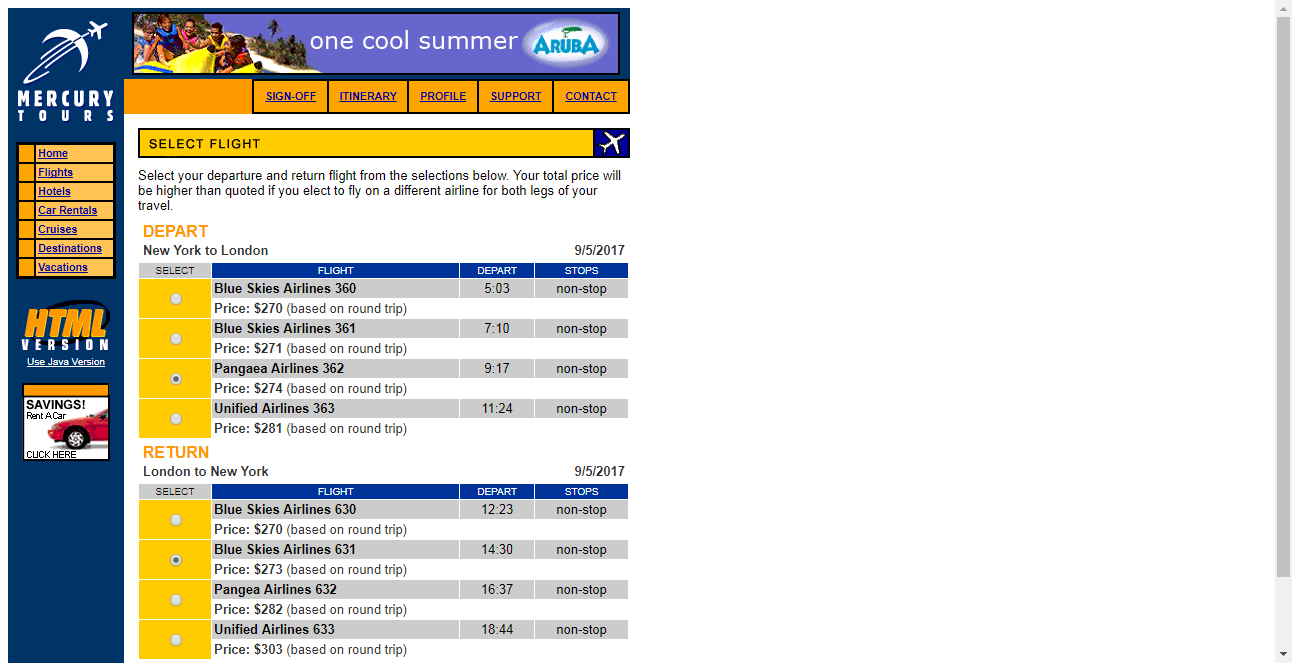 one cool summer ARUBA
MERCURY
TOURS
SIGN-OFF ITINERARY PROFILE SUPPORT CONTACT
Home
Flights
Hotels
Car Rentals
Cruises
Destinations
Vacations
HTML
VERSION
Use Java Version
SAVINGS!
Rent A Car
CLICK HERE
SELECT FLIGHT
Select your departure and return flight from the selections below. Your total price will
be higher than quoted if you elect to fly on a different airline for both legs of your
travel.
DEPART
New York to London 9/5/2017
SELECT FLIGHT DEPART STOPS
Blue Skies Airlines 360 5:03 non-stop
Price: $270 (based on round trip)
Blue Skies Airlines 361 7:10 non-stop
Price: $271 (based on round trip)
Pangaea Airlines 362 9:17 non-stop
Price: $274 (based on round trip)
Unified Airlines 363 11:24 non-stop
Price: $281 (based on round trip)
RETURN
London to New York 9/5/2017
SELECT FLIGHT DEPART STOPS
Blue Skies Airlines 630 12:23 non-stop
Price: $270 (based on round trip)
Blue Skies Airlines 631 14:30 non-stop
Price: $273 (based on round trip)
Pangea Airlines 632 16:37 non-stop
Price: $282 (based on round trip)
Unified Airlines 633 18:44 non-stop
Price: $303 (based on round trip)